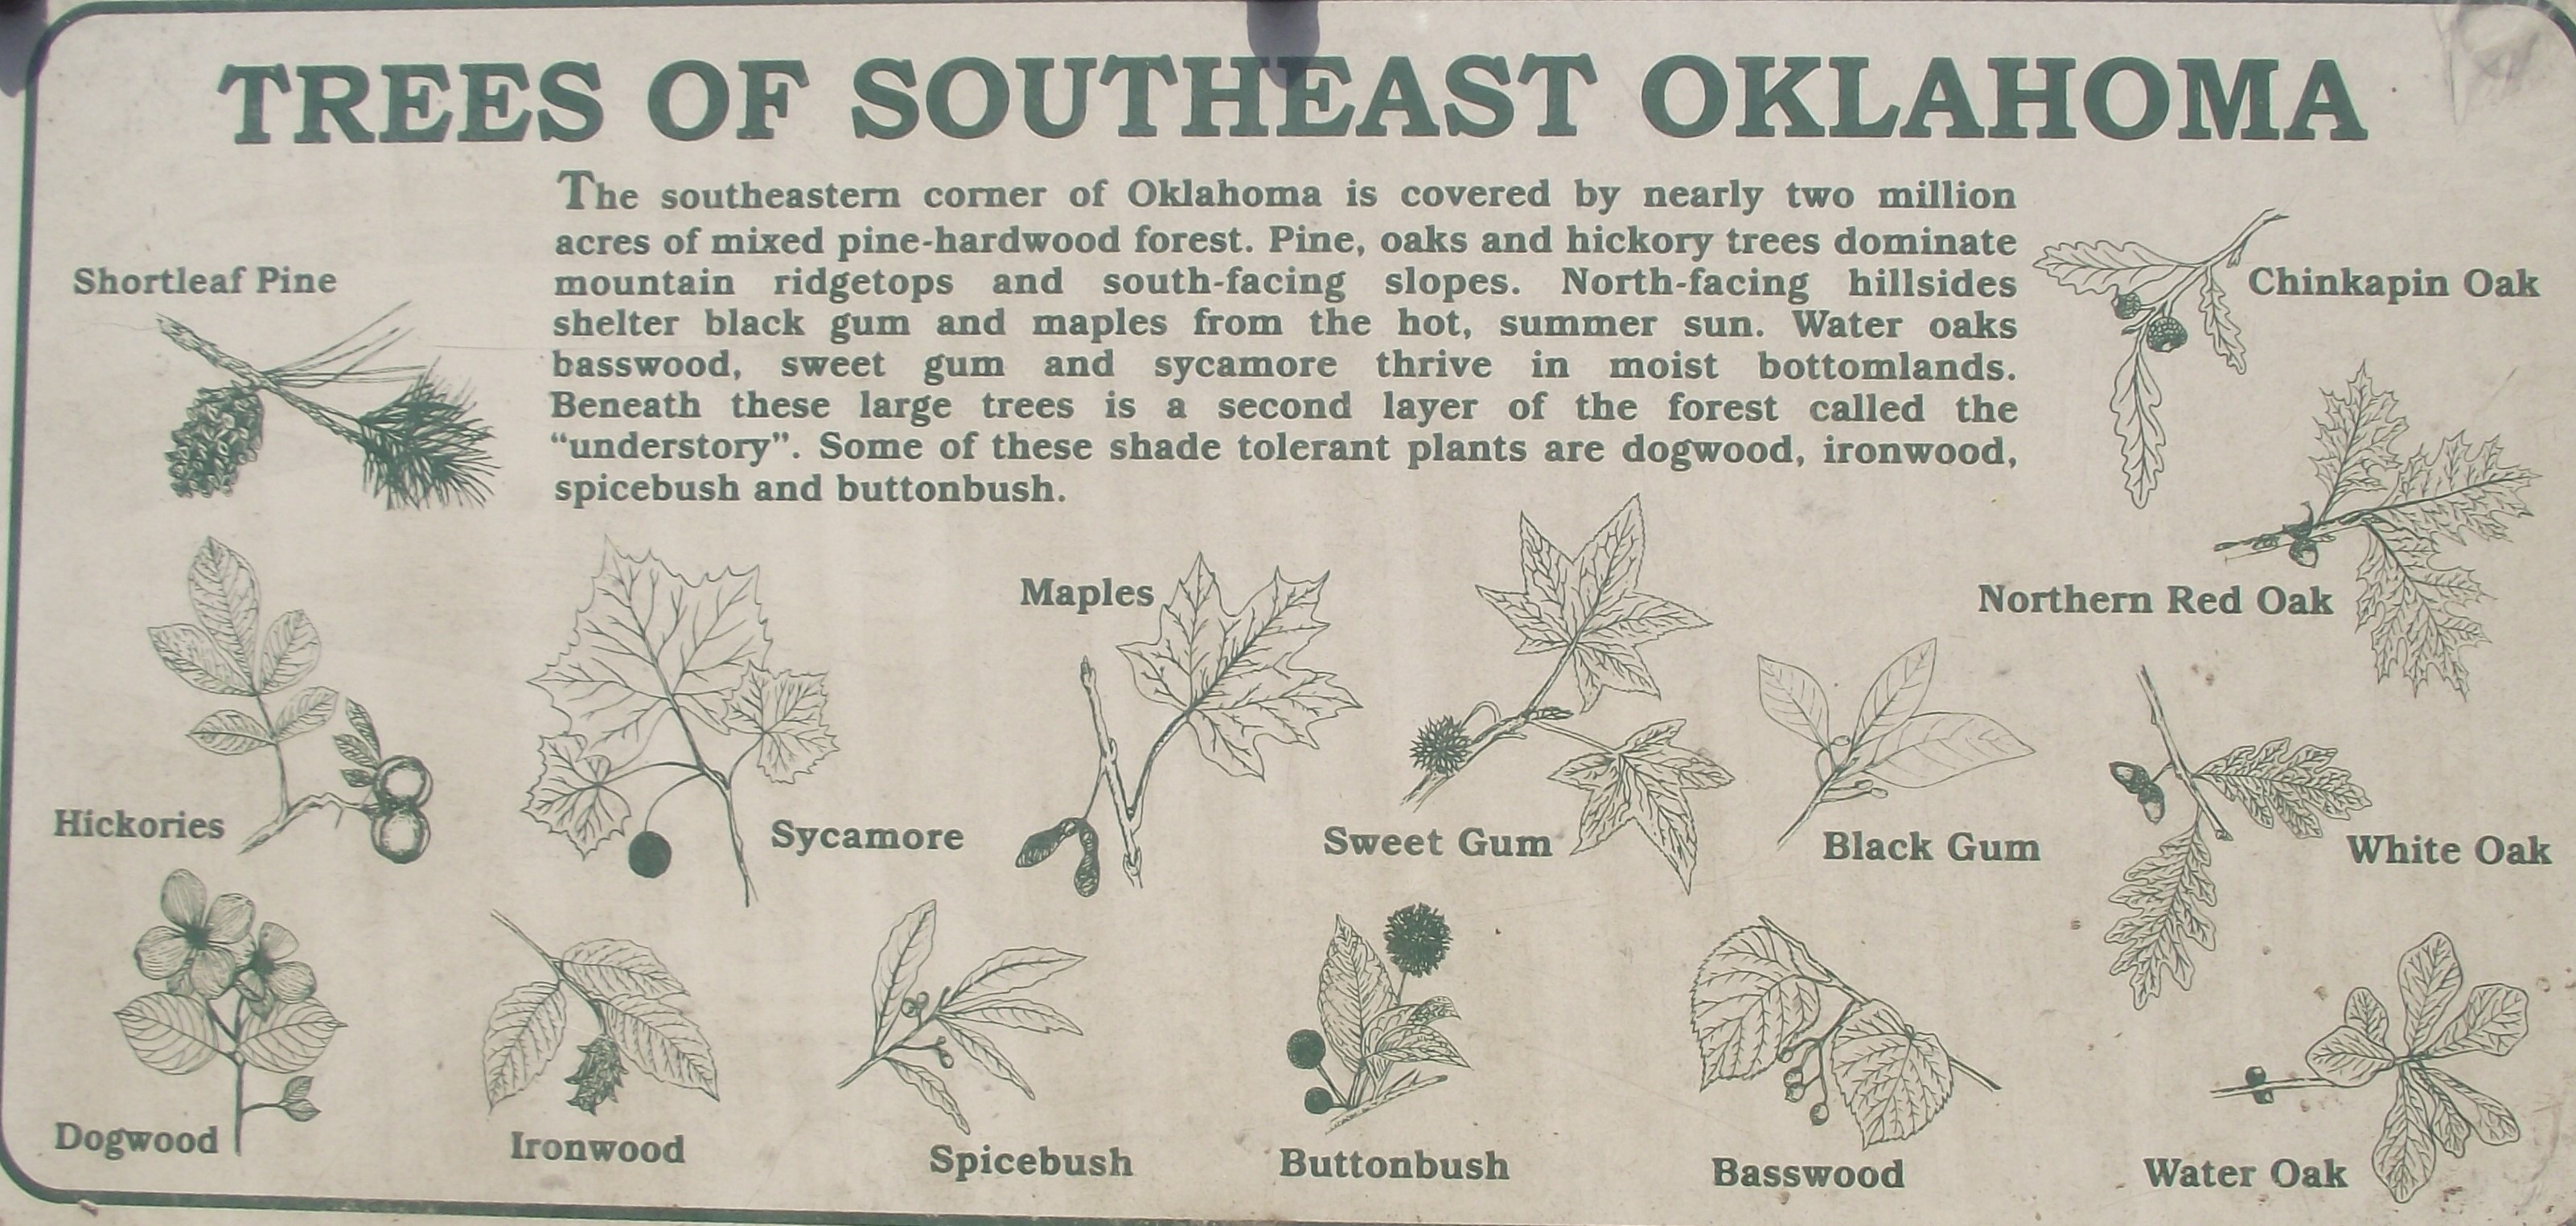 TREES OF SOUTHEAST OKLAHOMA
The southeastern corner of Oklahoma is covered by nearly two million
acres of mixed pine-hardwood forest. Pine, oaks and hickory trees dominate
mountain ridgetops and south-facing slopes. North-facing hillsides
shelter black gum and maples from the hot, summer sun. Water oaks
basswood, sweet gum and sycamore thrive in moist bottomlands.
Beneath these large trees is a second layer of the forest called the
“understory”. Some of these shade tolerant plants are dogwood, ironwood,
spicebush and buttonbush.
Shortleaf Pine
Chinkapin Oak
Maples
Northern Red Oak
Hickories
Sycamore
Sweet Gum
Black Gum
White Oak
Dogwood
Ironwood
Spicebush
Buttonbush
Basswood
Water Oak